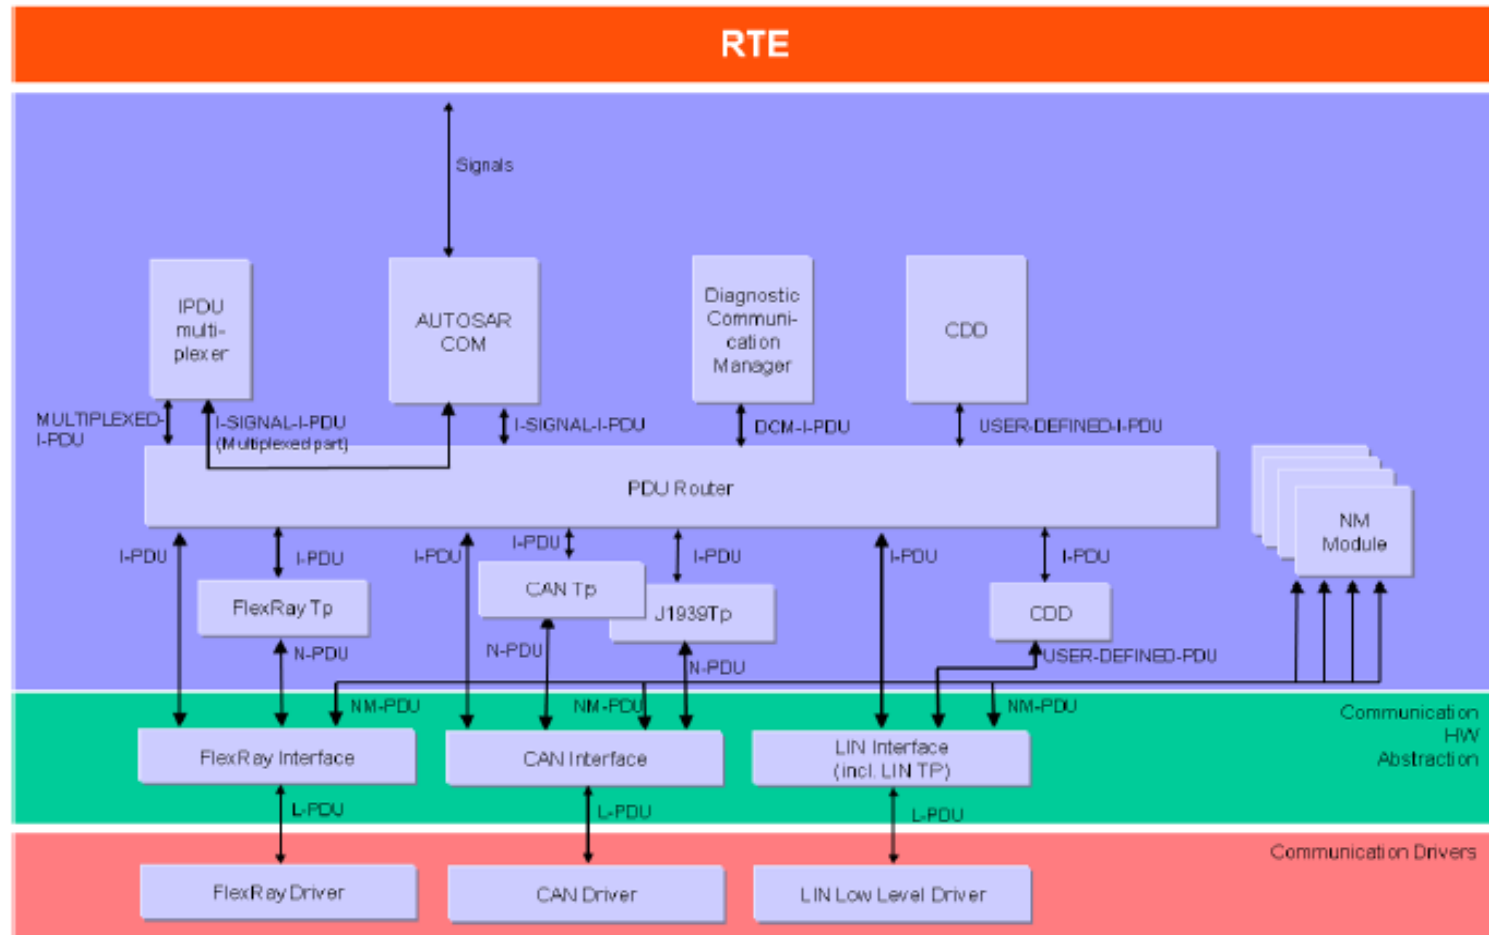 RTE
Signals
IPDU
multi-
plexer
AUTOSAR
COM
Diagnostic
Communi-
cation
Manager
CDD
MULTIPLEXED-
I-PDU
I-SIGNAL-I-PDU
(Multiplexed part)
I-SIGNAL-I-PDU
DCM-I-PDU
USER-DEFINED-I-PDU
PDU Router
NM
Module
I-PDU
I-PDU
I-PDU
I-PDU
I-PDU
I-PDU
I-PDU
FlexRay Tp
CAN Tp
J1939Tp
CDD
N-PDU
N-PDU
N-PDU
USER-DEFINED-PDU
NM-PDU
NM-PDU
NM-PDU
Communication
HW
Abstraction
FlexRay Interface
CAN Interface
LIN Interface
(incl. LIN TP)
L-PDU
L-PDU
L-PDU
Communication Drivers
FlexRay Driver
CAN Driver
LIN Low Level Driver